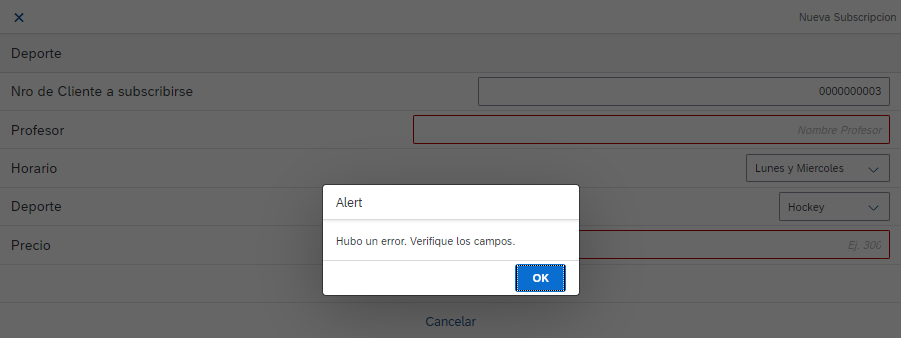 Nueva Subscripcion
Deporte
Nro de Cliente a subscribirse 0000000003
Profesor Nombre Profesor
Horario Lunes y Miercoles
Deporte Hockey
Precio Ej. 300
Alert
Hubo un error. Verifique los campos.
OK
Cancelar